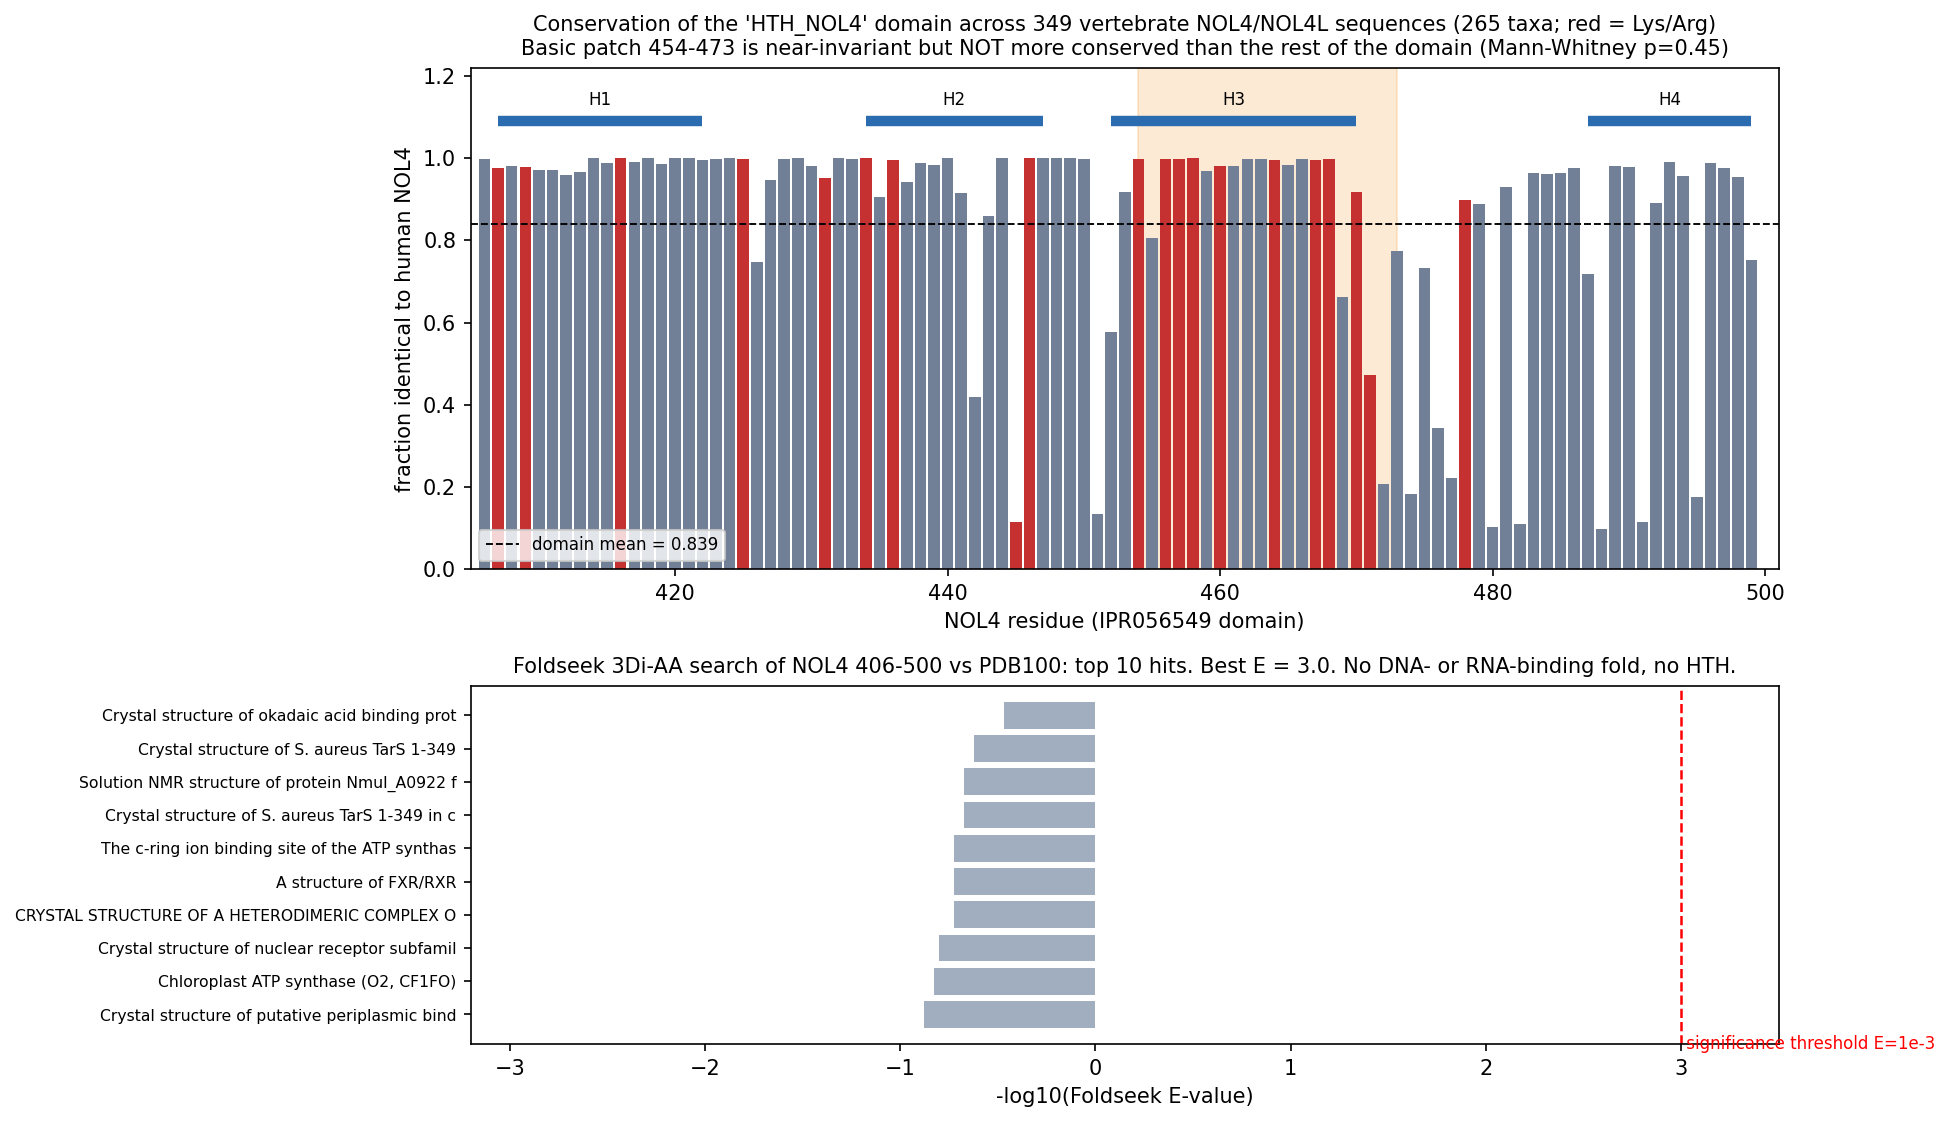 Conservation of the 'HTH_NOL4' domain across 349 vertebrate NOL4/NOL4L sequences (265 taxa; red = Lys/Arg)
Basic patch 454-473 is near-invariant but NOT more conserved than the rest of the domain (Mann-Whitney p=0.45)
1.2
1.0
0.8
0.6
0.4
0.2
0.0
fraction identical to human NOL4
H1
H2
H3
H4
domain mean = 0.839
420
440
460
480
500
NOL4 residue (IPR056549 domain)
Foldseek 3Di-AA search of NOL4 406-500 vs PDB100: top 10 hits. Best E = 3.0. No DNA- or RNA-binding fold, no HTH.
Crystal structure of okadaic acid binding prot
Crystal structure of S. aureus TarS 1-349
Solution NMR structure of protein Nmul_A0922 f
Crystal structure of S. aureus TarS 1-349 in c
The c-ring ion binding site of the ATP synthas
A structure of FXR/RXR
CRYSTAL STRUCTURE OF A HETERODIMERIC COMPLEX O
Crystal structure of nuclear receptor subfamil
Chloroplast ATP synthase (O2, CF1FO)
Crystal structure of putative periplasmic bind
significance threshold E=1e-3
−3
−2
−1
0
1
2
3
-log10(Foldseek E-value)